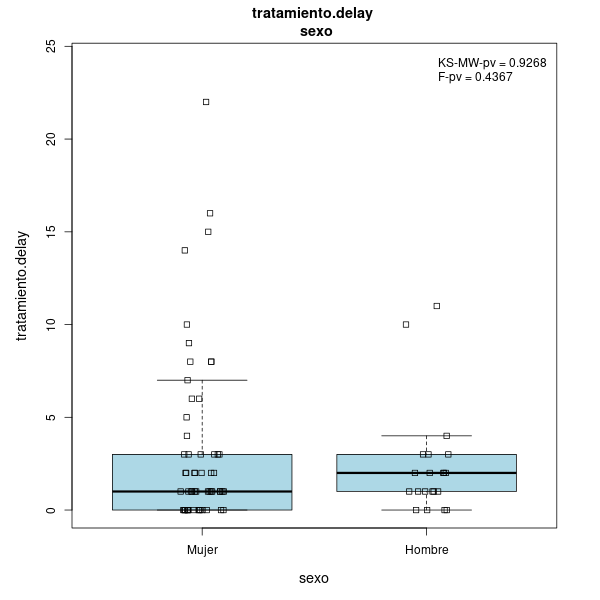 tratamiento.delay
sexo
KS-MW-pv = 0.9268
F-pv = 0.4367
25
20
15
10
5
0
tratamiento.delay
Mujer Hombre
sexo